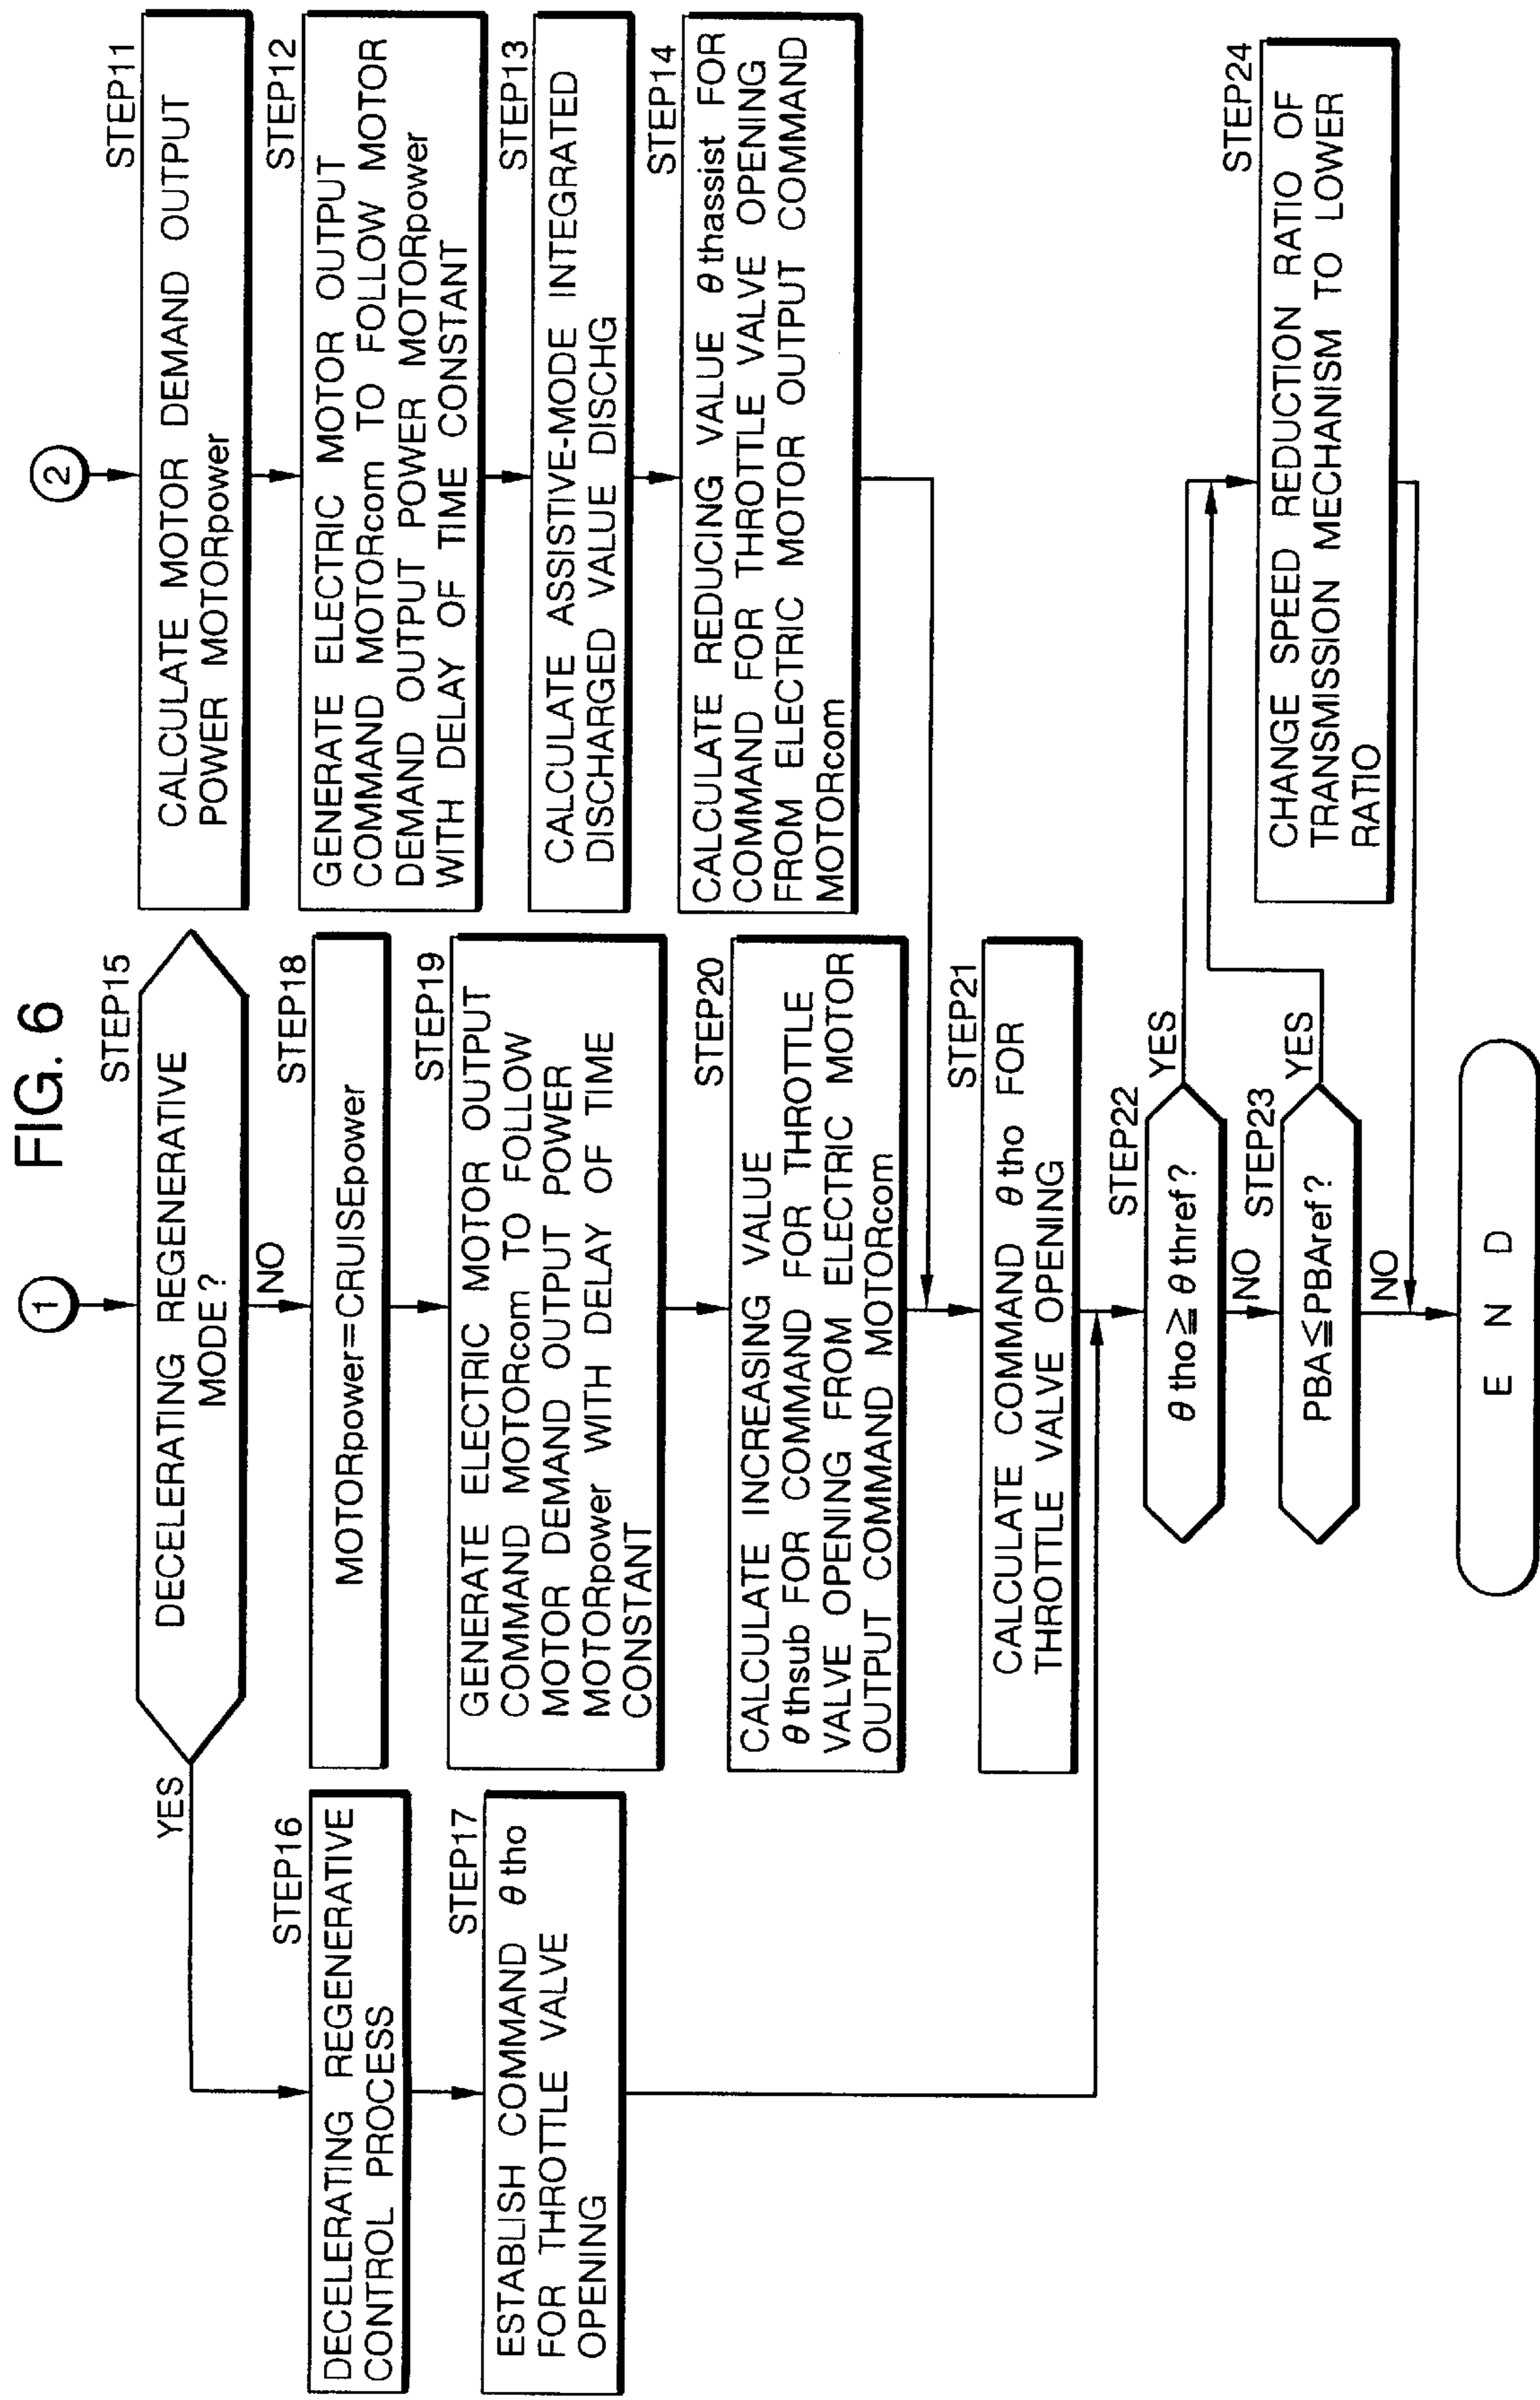 FIG. 6
1
STEP15
DECELERATING REGENERATIVE
MODE?
YES
NO
STEP16
DECELERATING REGENERATIVE
CONTROL PROCESS
STEP17
ESTABLISH COMMAND θtho
FOR THROTTLE VALVE
OPENING
STEP18
MOTORpower=CRUISEpower
STEP19
GENERATE ELECTRIC MOTOR OUTPUT
COMMAND MOTORcom TO FOLLOW
MOTOR DEMAND OUTPUT POWER
MOTORpower WITH DELAY OF TIME
CONSTANT
STEP20
CALCULATE INCREASING VALUE
θthsub FOR COMMAND FOR THROTTLE
VALVE OPENING FROM ELECTRIC MOTOR
OUTPUT COMMAND MOTORcom
STEP21
CALCULATE COMMAND θtho FOR
THROTTLE VALVE OPENING
STEP22
θtho≧θthref?
YES
NO
STEP23
PBA≦PBAref?
YES
NO
E N D
2
STEP11
CALCULATE MOTOR DEMAND OUTPUT
POWER MOTORpower
STEP12
GENERATE ELECTRIC MOTOR OUTPUT
COMMAND MOTORcom TO FOLLOW MOTOR
DEMAND OUTPUT POWER MOTORpower
WITH DELAY OF TIME CONSTANT
STEP13
CALCULATE ASSISTIVE-MODE INTEGRATED
DISCHARGED VALUE DISCHG
STEP14
CALCULATE REDUCING VALUE θthassist FOR
COMMAND FOR THROTTLE VALVE OPENING
FROM ELECTRIC MOTOR OUTPUT COMMAND
MOTORcom
STEP24
CHANGE SPEED REDUCTION RATIO OF
TRANSMISSION MECHANISM TO LOWER
RATIO